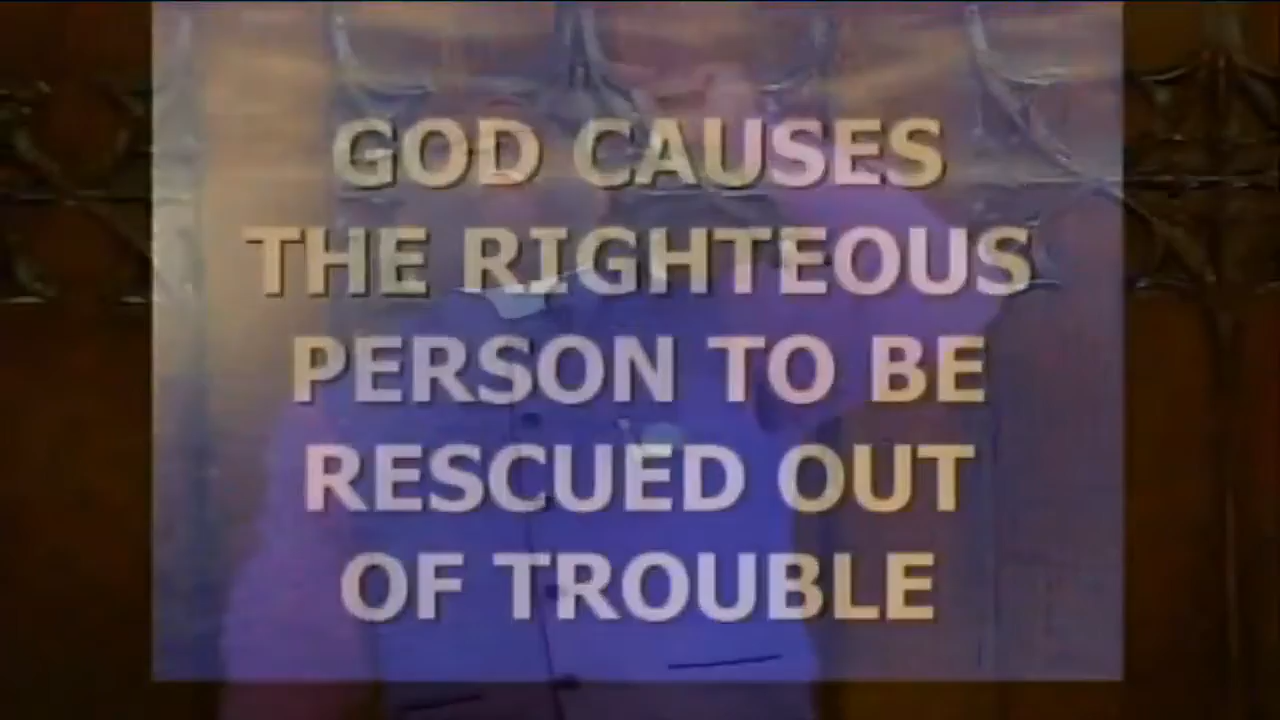 GOD CAUSES
THE RIGHTEOUS
PERSON TO BE
RESCUED OUT
OF TROUBLE